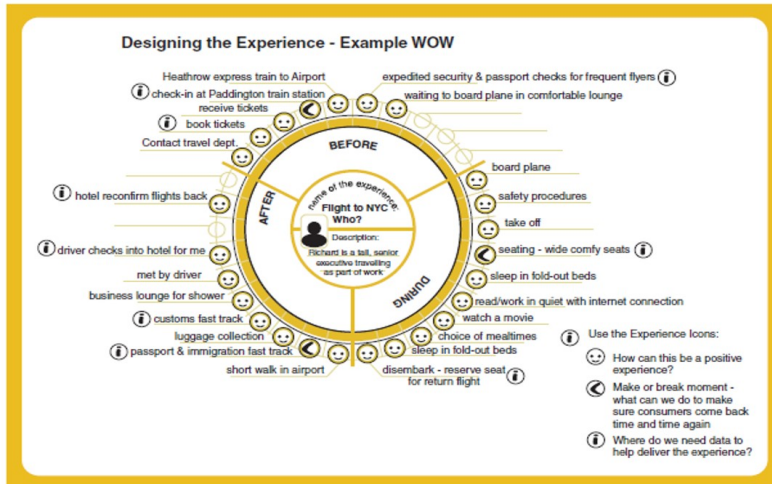 Designing the Experience - Example WOW
Heathrow express train to Airport
check-in at Paddington train station
receive tickets
book tickets
Contact travel dept.
expedited security & passport checks for frequent flyers
waiting to board plane in comfortable lounge
BEFORE
board plane
safety procedures
take off
seating - wide comfy seats
sleep in fold-out beds
read/work in quiet with internet connection
watch a movie
choice of mealtimes
sleep in fold-out beds
disembark - reserve seat
for return flight
DURING
name of the experience:
Flight to NYC
Who?
Description:
Richard is a tall, senior
executive travelling
as part of work
AFTER
hotel reconfirm flights back
driver checks into hotel for me
met by driver
business lounge for shower
customs fast track
luggage collection
passport & immigration fast track
short walk in airport
i Use the Experience Icons:
How can this be a positive
experience?
Make or break moment -
what can we do to make
sure consumers come back
time and time again
i Where do we need data to
help deliver the experience?